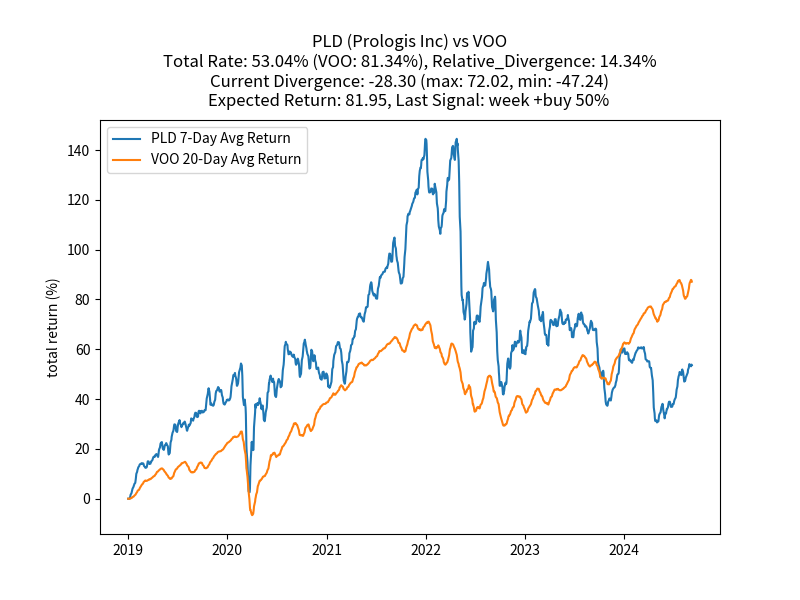 PLD (Prologis Inc) vs VOO
Total Rate: 53.04% (VOO: 81.34%), Relative_Divergence: 14.34%
Current Divergence: -28.30 (max: 72.02, min: -47.24)
Expected Return: 81.95, Last Signal: week +buy 50%
PLD 7-Day Avg Return
VOO 20-Day Avg Return
total return (%)
140
120
100
80
60
40
20
0
2019 2020 2021 2022 2023 2024